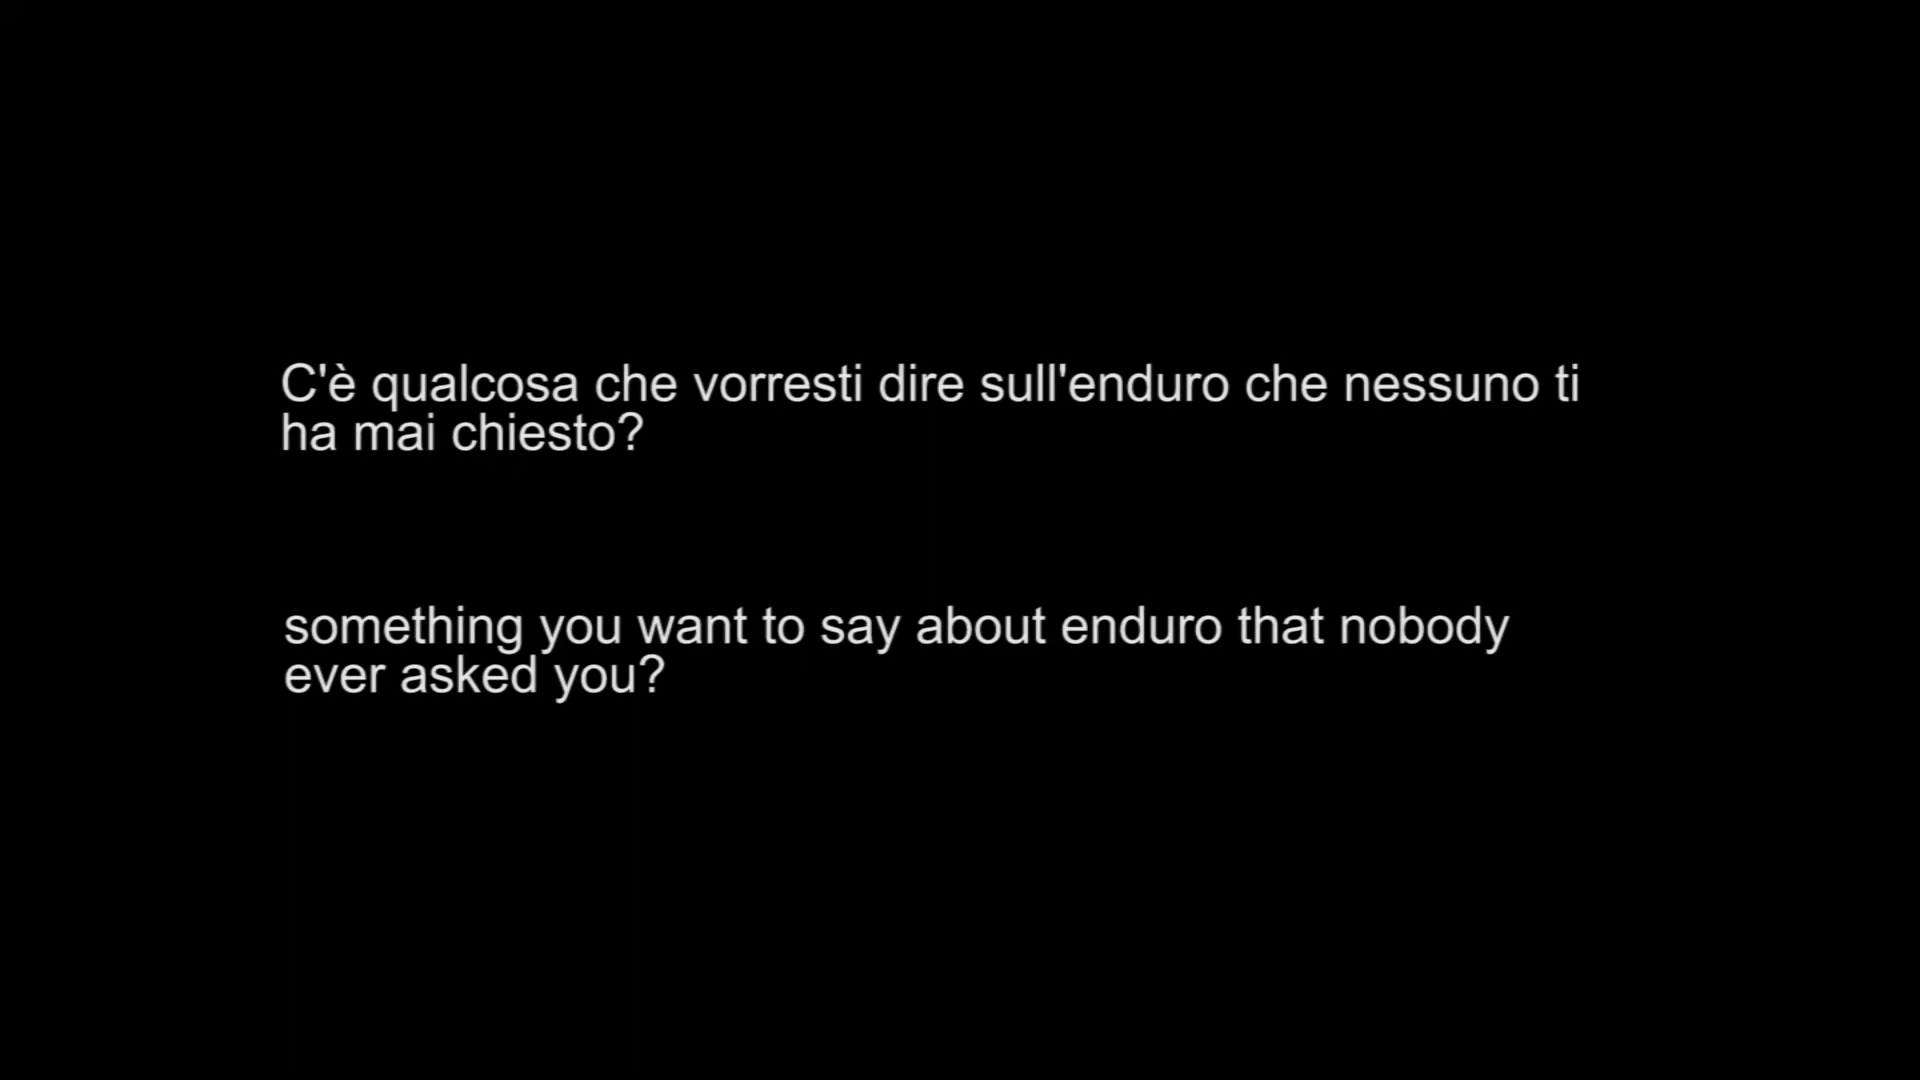 C'è qualcosa che vorresti dire sull'enduro che nessuno ti
ha mai chiesto?
something you want to say about enduro that nobody
ever asked you?